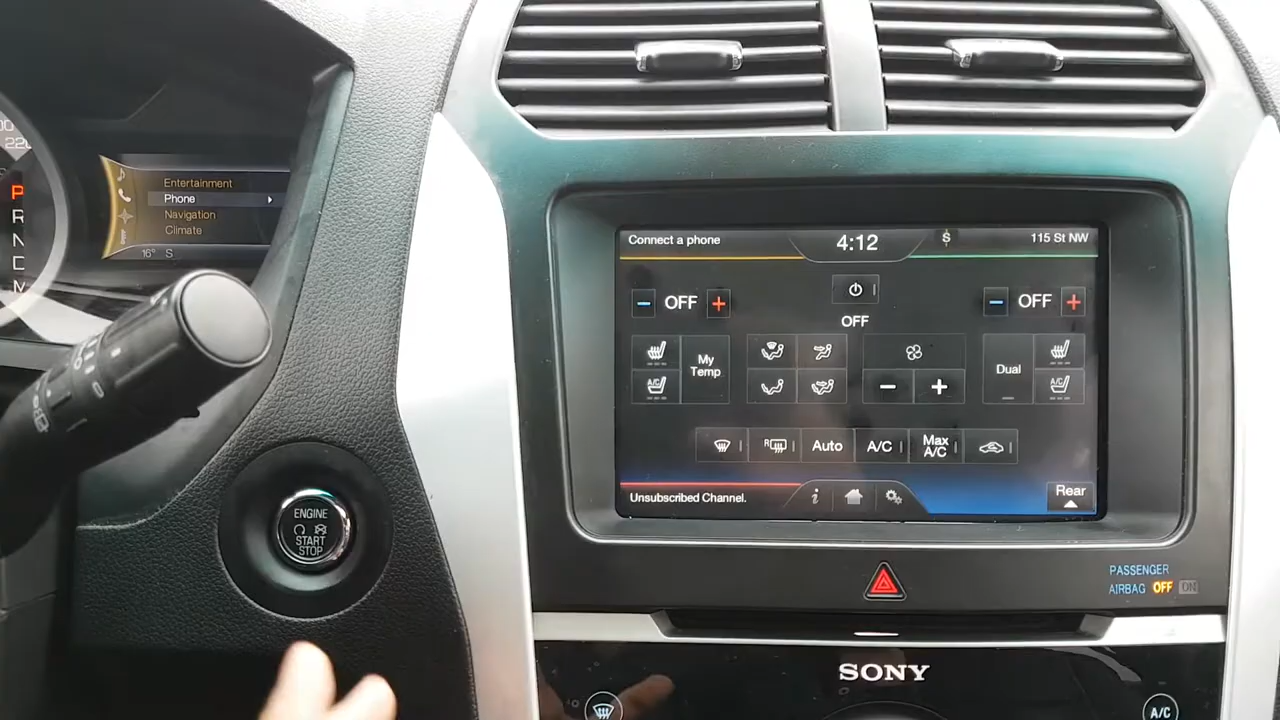 220
P
R
N
D
M
Entertainment
Phone
Navigation
Climate
16° S
ENGINE
START
STOP
Connect a phone
4:12
S
115 St NW
OFF
OFF
OFF
My
Temp
A/C
Dual
A/C
R
Auto
A/C
Max
A/C
Unsubscribed Channel.
i
Rear
PASSENGER
AIRBAG OFF ON
SONY
A/C